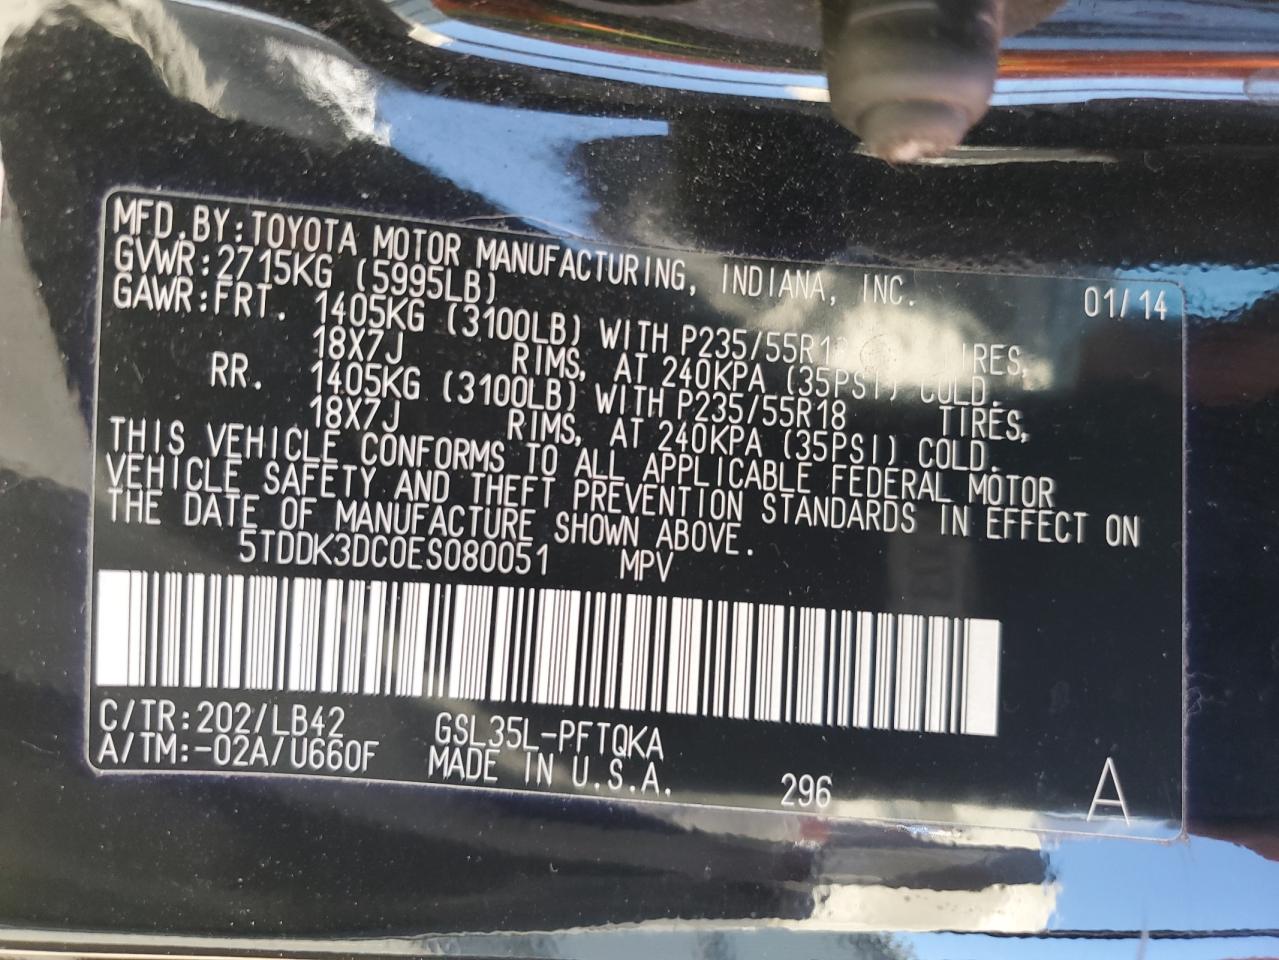 MFD.BY:TOYOTA MOTOR MANUFACTURING, INDIANA, INC. 01/14
GVWR:2715KG (5995LB)
GAWR:FRT. 1405KG (3100LB) WITH P235/55R18 TIRES,
18X7J RIMS, AT 240KPA (35PSI) COLD.
RR. 1405KG (3100LB) WITH P235/55R18 TIRES,
18X7J RIMS, AT 240KPA (35PSI) COLD.
THIS VEHICLE CONFORMS TO ALL APPLICABLE FEDERAL MOTOR
VEHICLE SAFETY AND THEFT PREVENTION STANDARDS IN EFFECT ON
THE DATE OF MANUFACTURE SHOWN ABOVE.
5TDDK3DC0ES080051 MPV
C/TR:202/LB42 GSL35L-PFTQKA
A/TM:-02A/U660F MADE IN U.S.A. 296 A